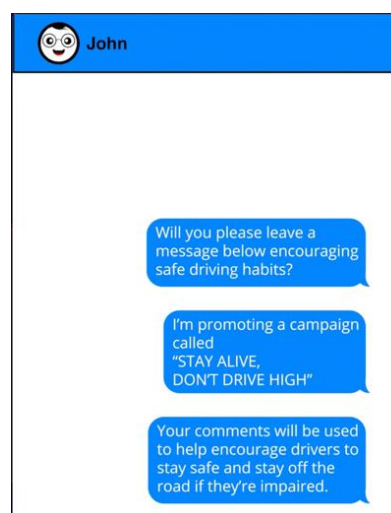 John
Will you please leave a
message below encouraging
safe driving habits?
I'm promoting a campaign
called
“STAY ALIVE,
DON'T DRIVE HIGH”
Your comments will be used
to help encourage drivers to
stay safe and stay off the
road if they're impaired.